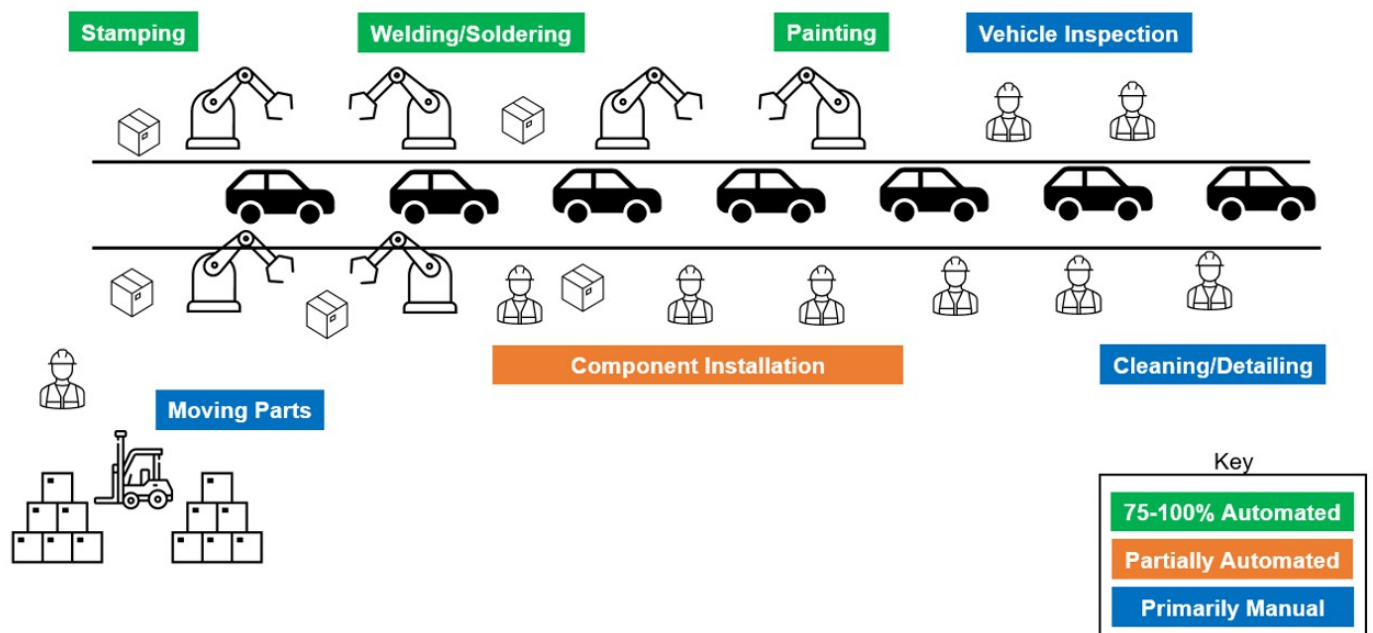 Stamping
Welding/Soldering
Painting
Vehicle Inspection
Component Installation
Cleaning/Detailing
Moving Parts
Key
75-100% Automated
Partially Automated
Primarily Manual